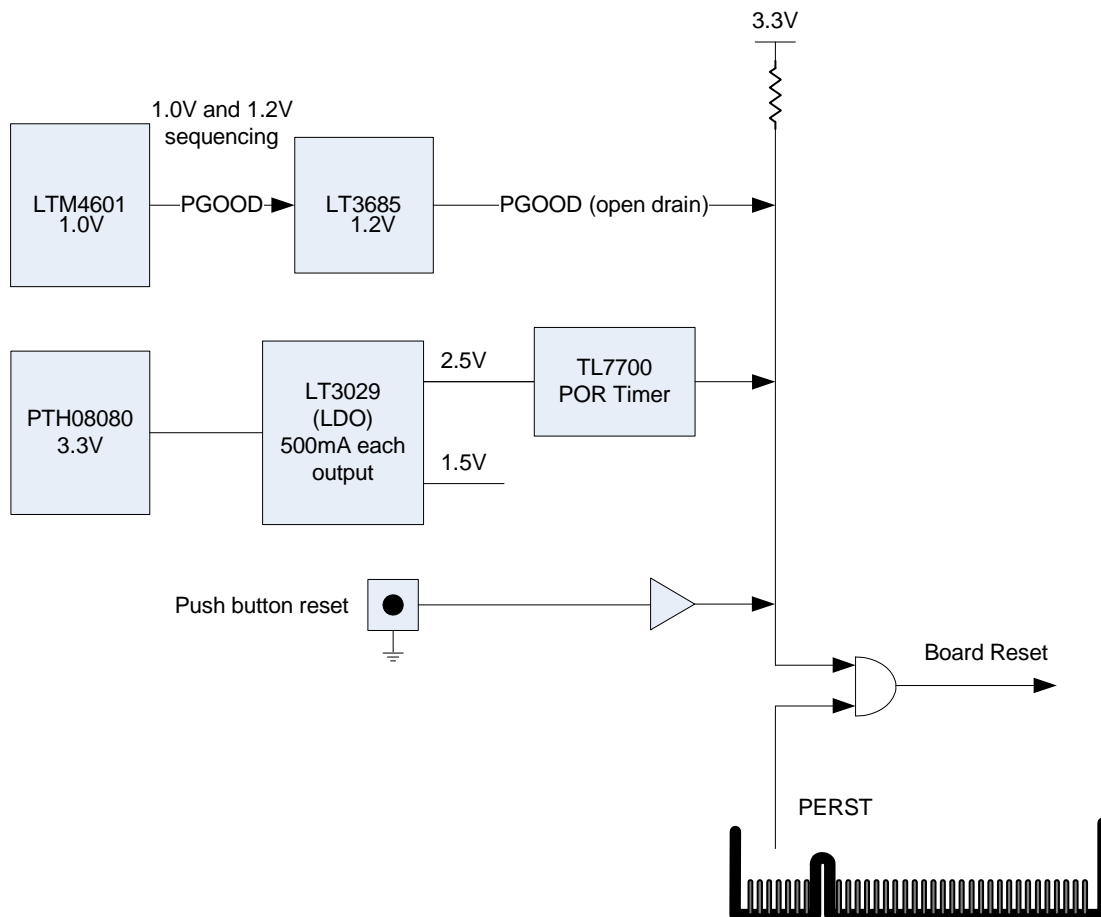 3.3V
1.0V and 1.2V
sequencing
LTM4601
1.0V
PGOOD
LT3685
1.2V
PGOOD (open drain)
PTH08080
3.3V
LT3029
(LDO)
500mA each
output
2.5V
1.5V
TL7700
POR Timer
Push button reset
Board Reset
PERST